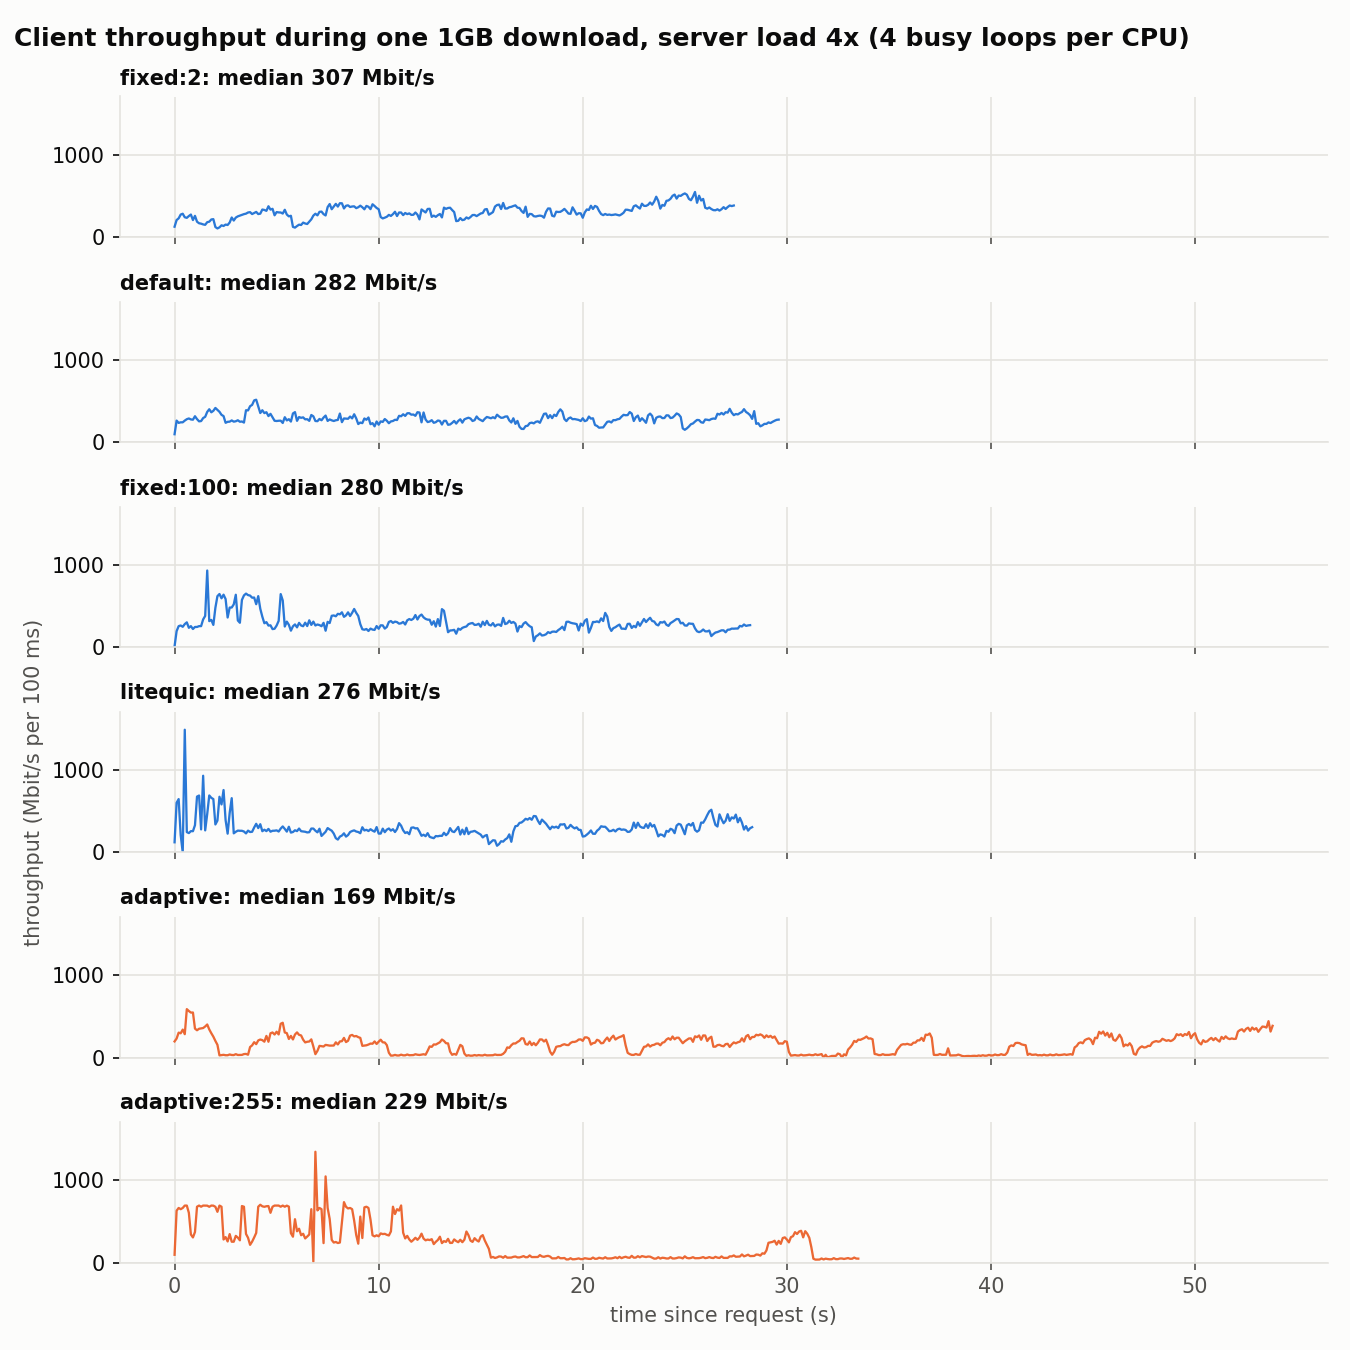 Client throughput during one 1GB download, server load 4x (4 busy loops per CPU)
fixed:2: median 307 Mbit/s
1000
0
default: median 282 Mbit/s
1000
0
fixed:100: median 280 Mbit/s
1000
0
litequic: median 276 Mbit/s
1000
0
adaptive: median 169 Mbit/s
1000
0
adaptive:255: median 229 Mbit/s
1000
0
throughput (Mbit/s per 100 ms)
0 10 20 30 40 50
time since request (s)